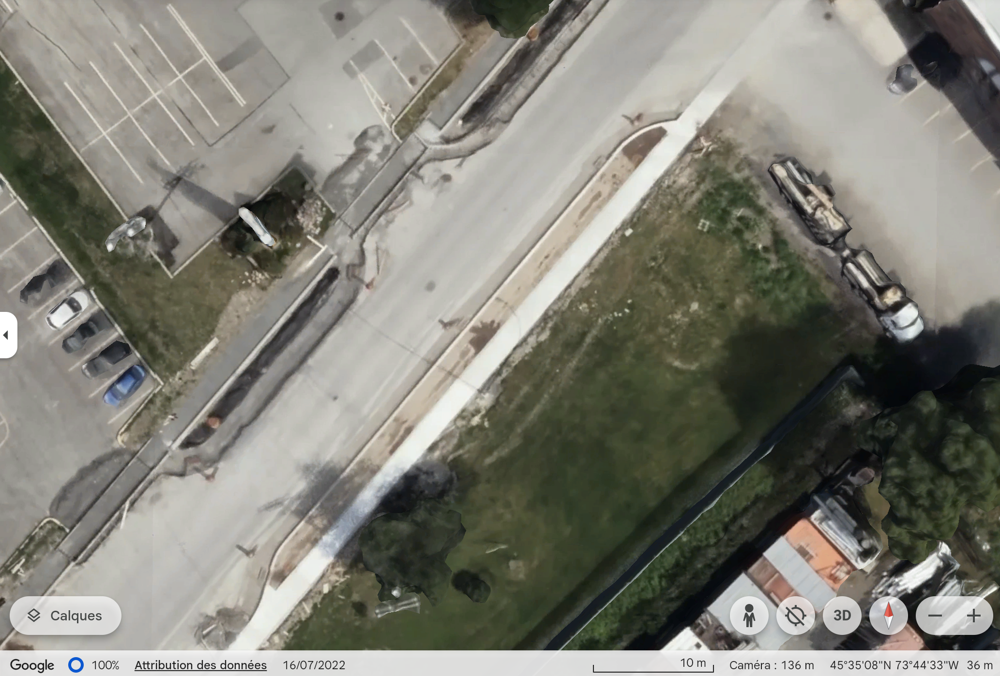 Calques
3D
Google 100% Attribution des données 16/07/2022 10 m Caméra : 136 m 45°35'08"N 73°44'33"W 36 m